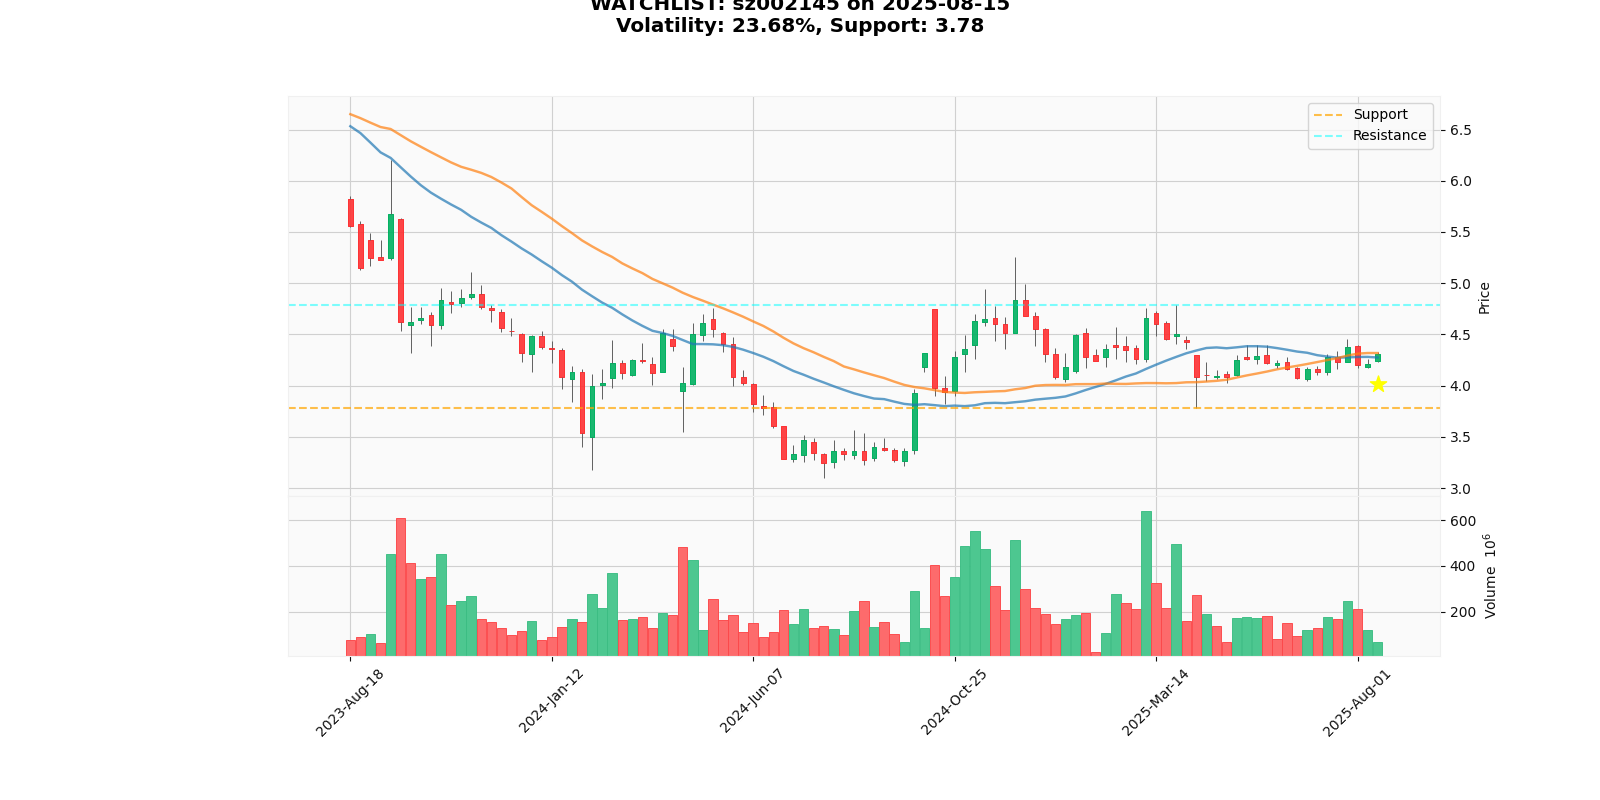 WATCHLIST: sz002145 on 2025-08-15
Volatility: 23.68%, Support: 3.78
Support
Resistance
6.5
6.0
5.5
5.0
4.5
4.0
3.5
3.0
Price
600
400
200
Volume 10⁶
2023-Aug-18
2024-Jan-12
2024-Jun-07
2024-Oct-25
2025-Mar-14
2025-Aug-01